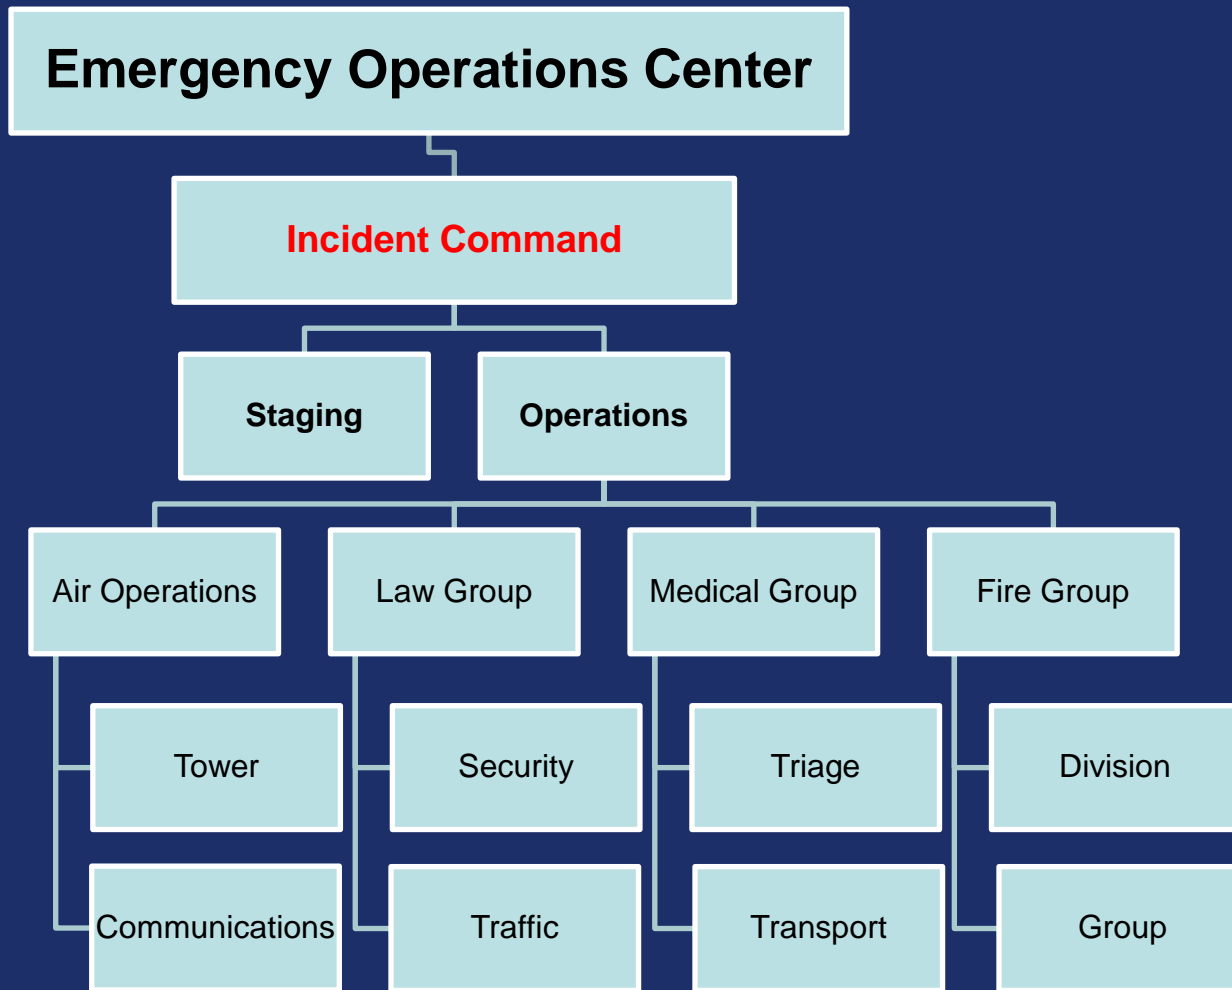 Emergency Operations Center
Incident Command
Staging
Operations
Air Operations
Law Group
Medical Group
Fire Group
Tower
Security
Triage
Division
Communications
Traffic
Transport
Group